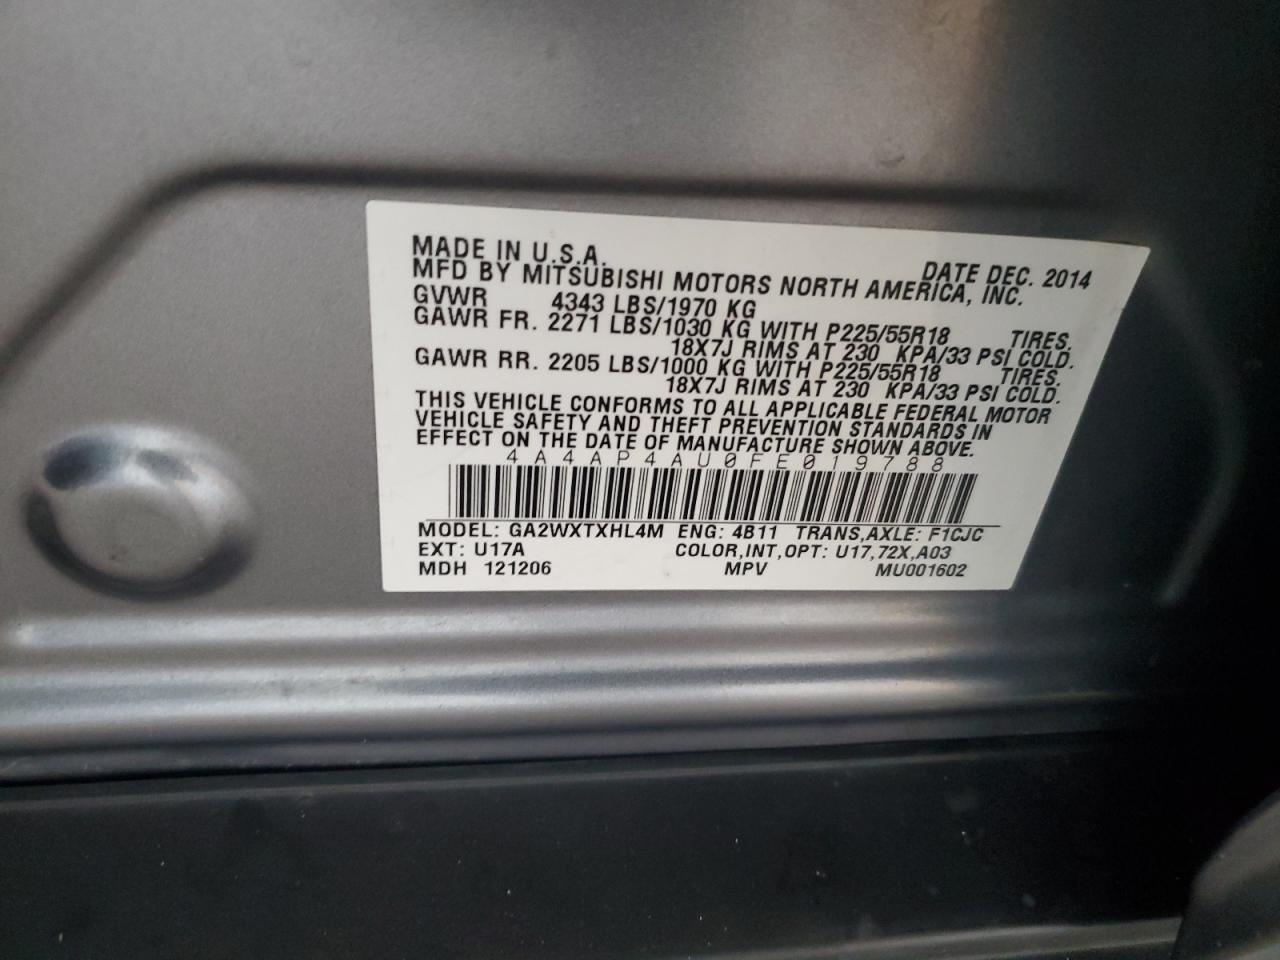 MADE IN U.S.A. DATE DEC. 2014
MFD BY MITSUBISHI MOTORS NORTH AMERICA, INC.
GVWR 4343 LBS/1970 KG
GAWR FR. 2271 LBS/1030 KG WITH P225/55R18 TIRES.
18X7J RIMS AT 230 KPA/33 PSI COLD.
GAWR RR. 2205 LBS/1000 KG WITH P225/55R18 TIRES.
18X7J RIMS AT 230 KPA/33 PSI COLD.
THIS VEHICLE CONFORMS TO ALL APPLICABLE FEDERAL MOTOR
VEHICLE SAFETY AND THEFT PREVENTION STANDARDS IN
EFFECT ON THE DATE OF MANUFACTURE SHOWN ABOVE.
4A4AP4AU0FE019788
MODEL: GA2WXTXHL4M ENG: 4B11 TRANS,AXLE: F1CJC
EXT: U17A COLOR,INT,OPT: U17,72X,A03
MDH 121206 MPV MU001602